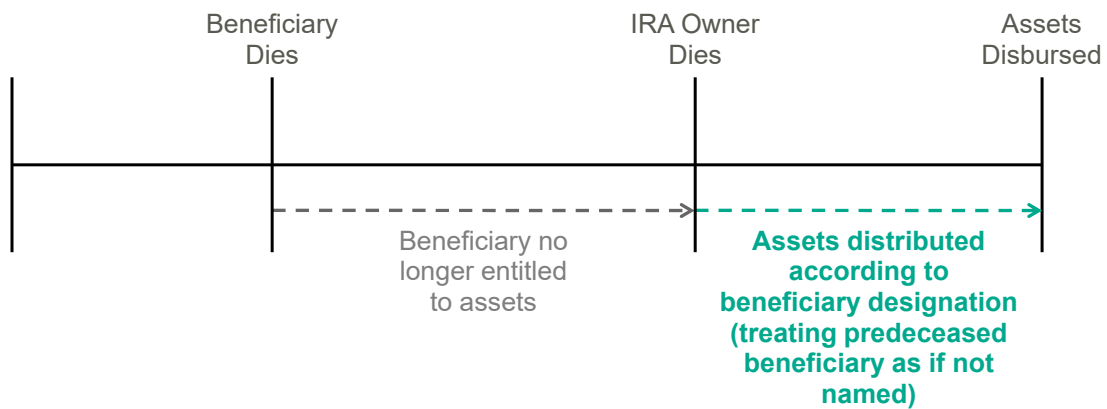 Beneficiary
Dies
IRA Owner
Dies
Assets
Disbursed
Beneficiary no
longer entitled
to assets
Assets distributed
according to
beneficiary designation
(treating predeceased
beneficiary as if not
named)